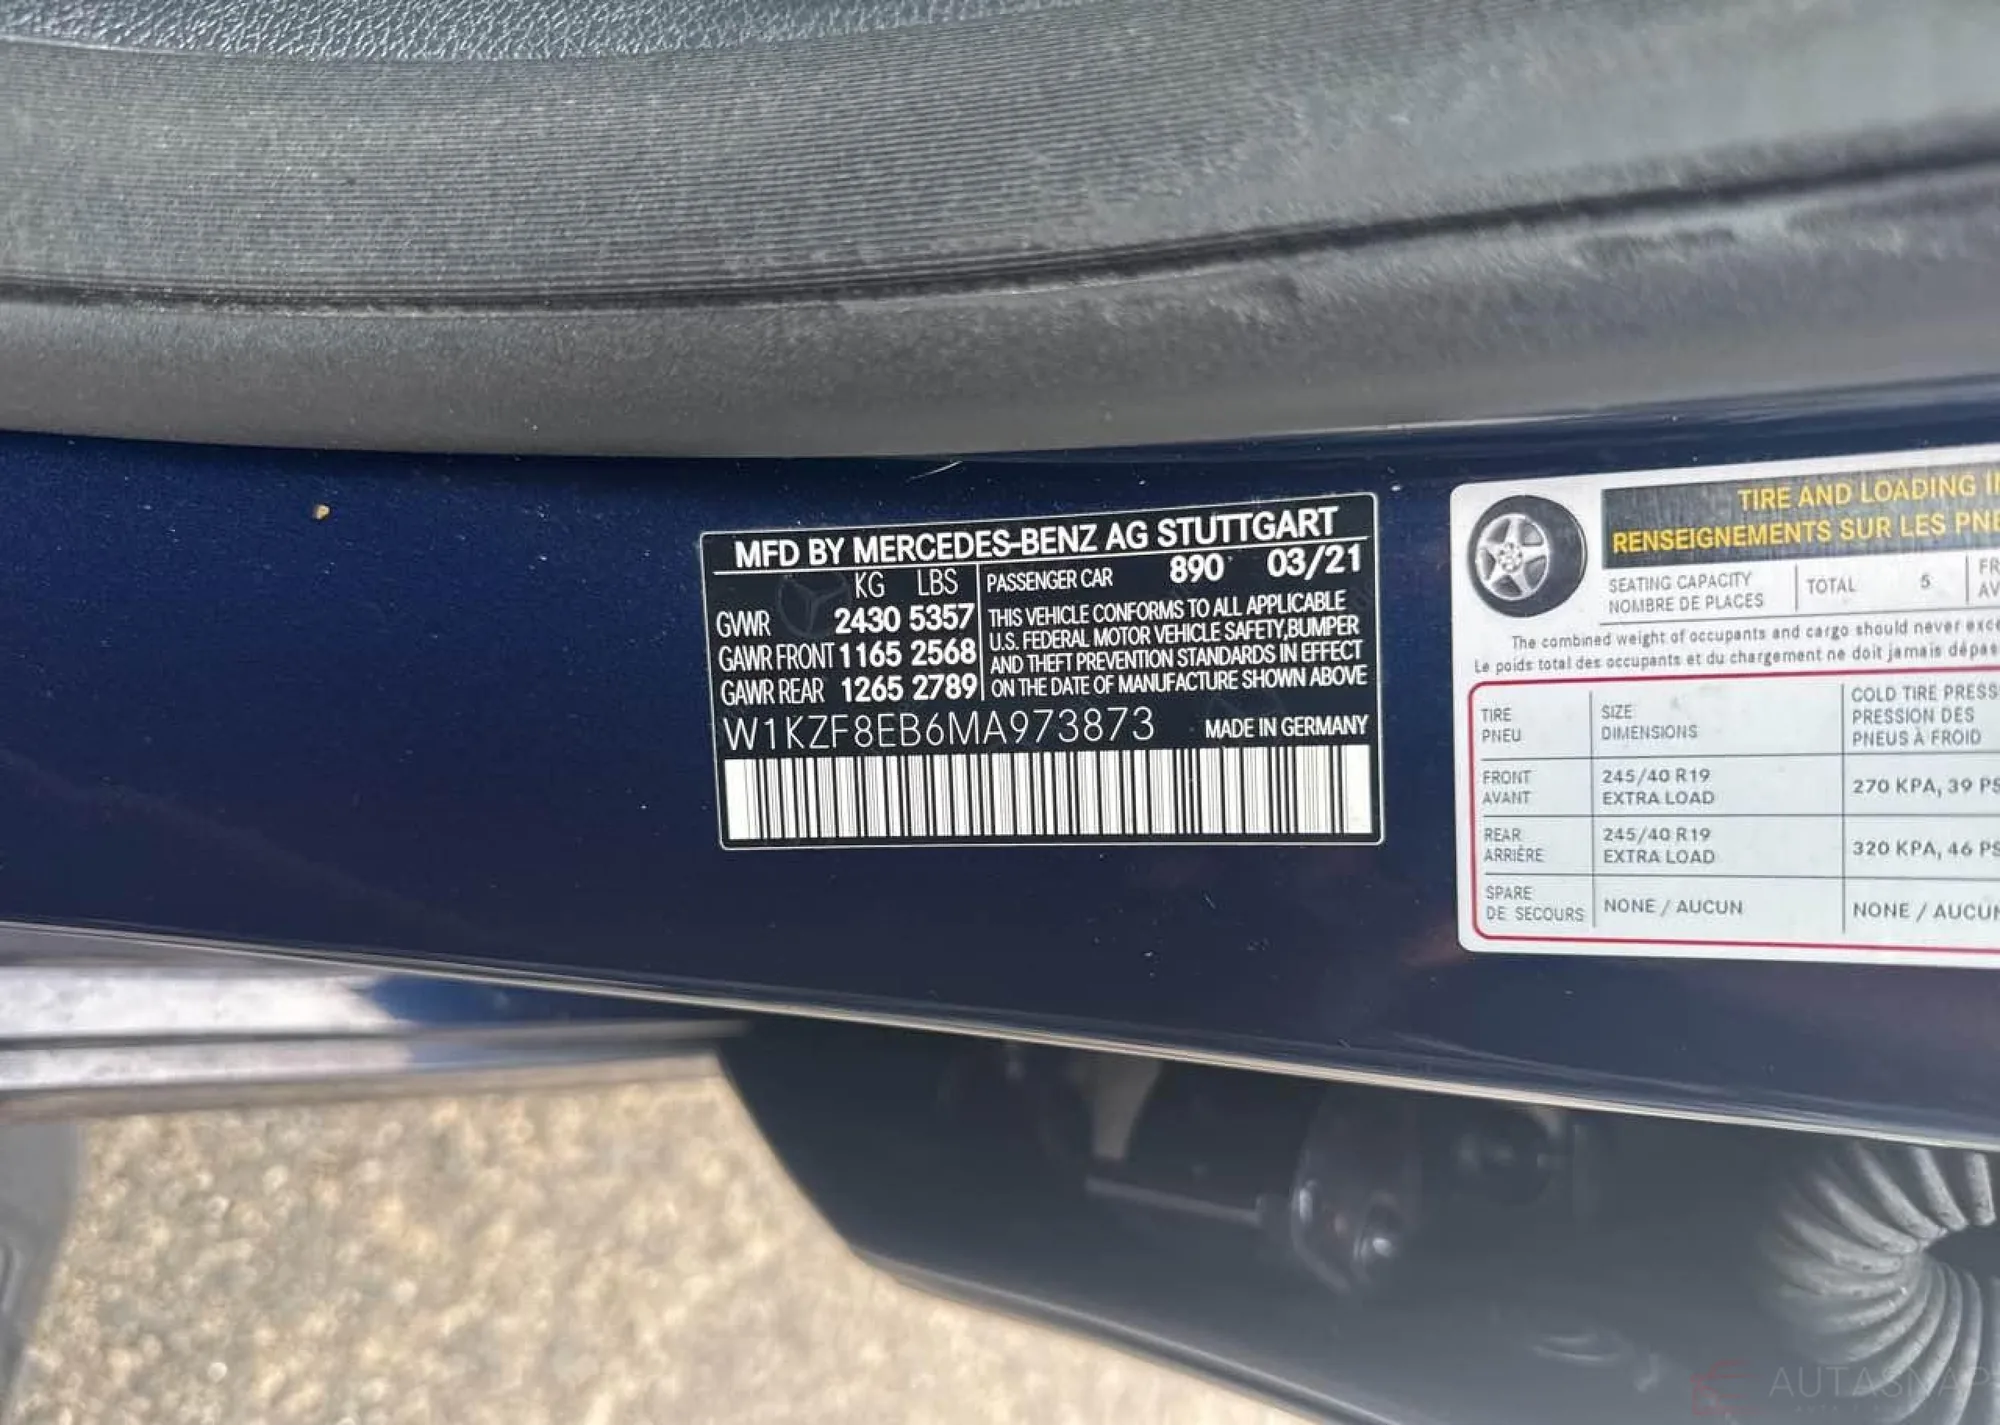 MFD BY MERCEDES-BENZ AG STUTTGART
KG LBS PASSENGER CAR 890 03/21
GVWR 2430 5357
GAWR FRONT 1165 2568
GAWR REAR 1265 2789
THIS VEHICLE CONFORMS TO ALL APPLICABLE
U.S. FEDERAL MOTOR VEHICLE SAFETY, BUMPER
AND THEFT PREVENTION STANDARDS IN EFFECT
ON THE DATE OF MANUFACTURE SHOWN ABOVE
W1KZF8EB6MA973873 MADE IN GERMANY
TIRE AND LOADING
RENSEIGNEMENTS SUR LES
SEATING CAPACITY
NOMBRE DE PLACES
TOTAL 5
The combined weight of occupants and cargo should never
Le poids total des occupants et du chargement ne doit jamais
TIRE
PNEU
SIZE
DIMENSIONS
COLD TIRE
PRESSION DES
PNEUS À FROID
FRONT
AVANT
245/40 R19
EXTRA LOAD
270 KPA, 39
REAR
ARRIÈRE
245/40 R19
EXTRA LOAD
320 KPA, 46
SPARE
DE SECOURS
NONE / AUCUN
NONE / AUCUN
AUTASNAP